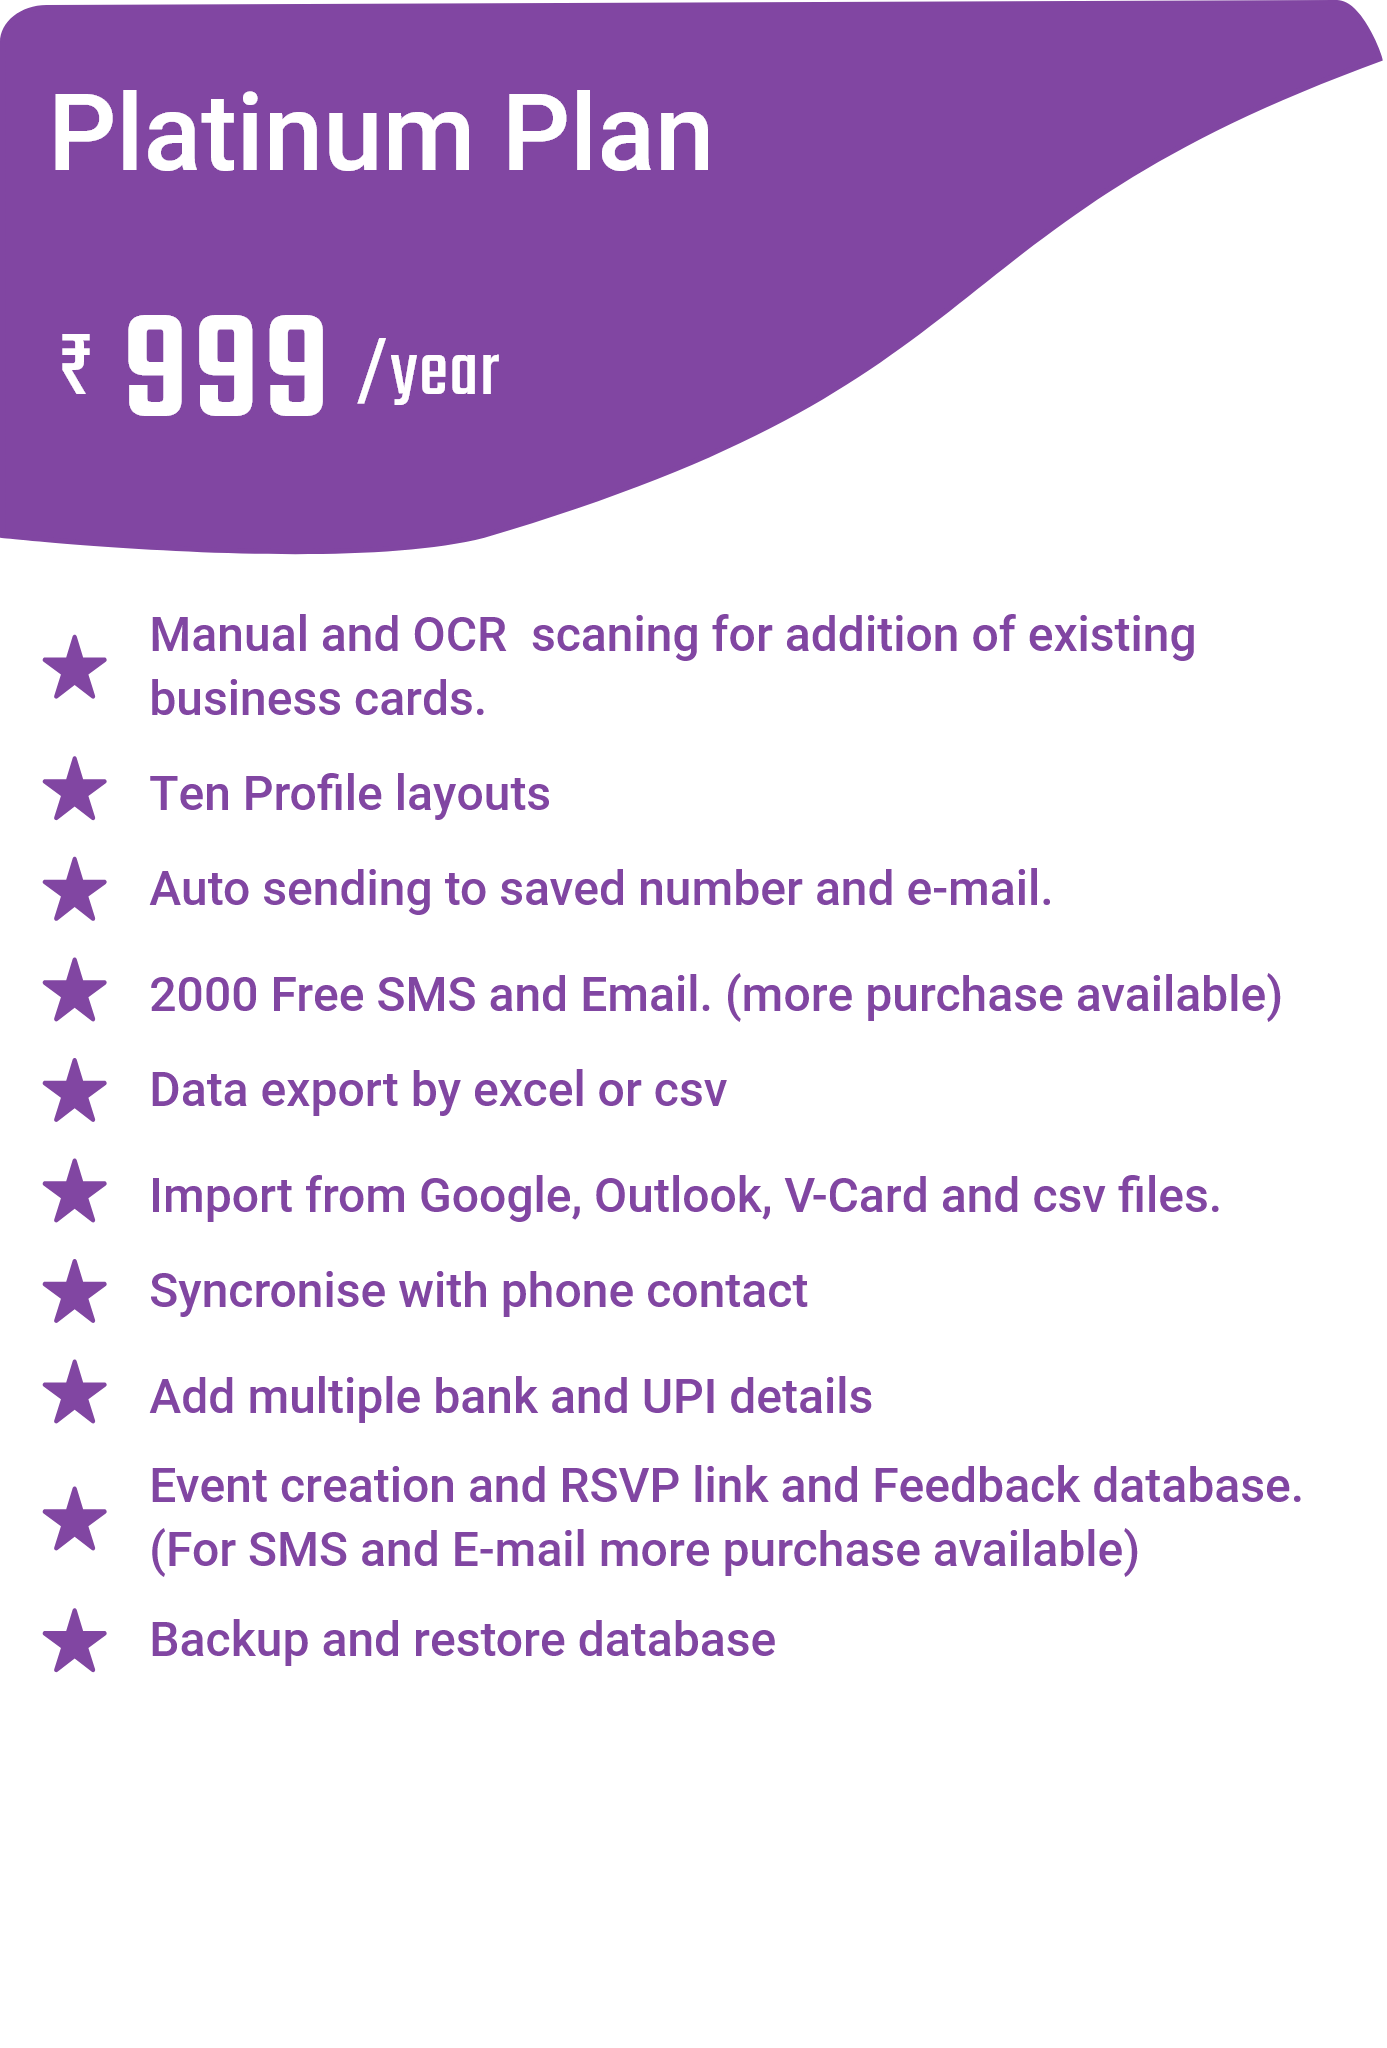 Platinum Plan
₹ 999 /year
Manual and OCR  scaning for addition of existing
business cards.
Ten Profile layouts
Auto sending to saved number and e-mail.
2000 Free SMS and Email. (more purchase available)
Data export by excel or csv
Import from Google, Outlook, V-Card and csv files.
Syncronise with phone contact
Add multiple bank and UPI details
Event creation and RSVP link and Feedback database.
(For SMS and E-mail more purchase available)
Backup and restore database